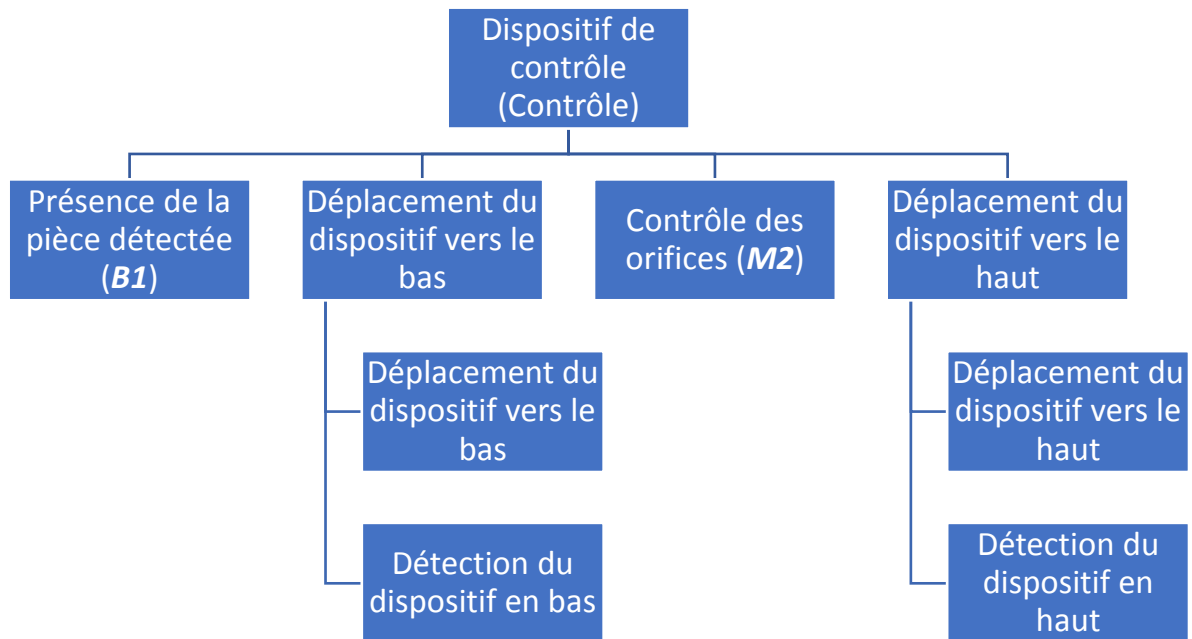 Dispositif de
contrôle
(Contrôle)
Présence de la
pièce détectée
(B1)
Déplacement du
dispositif vers le
bas
Contrôle des
orifices (M2)
Déplacement du
dispositif vers le
haut
Déplacement du
dispositif vers le
bas
Détection du
dispositif en bas
Déplacement du
dispositif vers le
haut
Détection du
dispositif en
haut